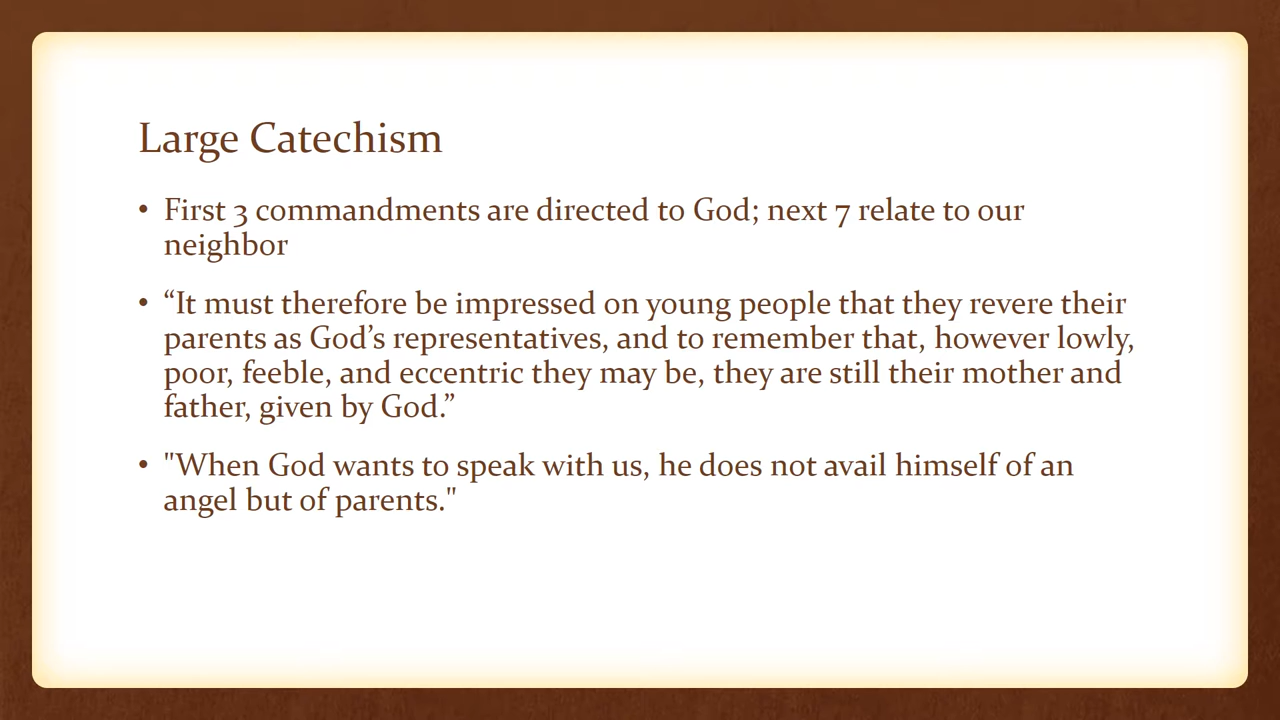 Large Catechism
• First 3 commandments are directed to God; next 7 relate to our
neighbor
• “It must therefore be impressed on young people that they revere their
parents as God’s representatives, and to remember that, however lowly,
poor, feeble, and eccentric they may be, they are still their mother and
father, given by God.”
• "When God wants to speak with us, he does not avail himself of an
angel but of parents."